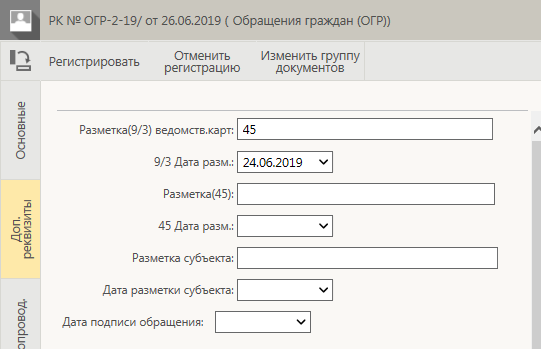 РК № ОГР-2-19/ от 26.06.2019 ( Обращения граждан (ОГР))
Регистрировать
Отменить
регистрацию
Изменить группу
документов
Основные
Доп.
реквизиты
опровод.
Разметка(9/3) ведомств.карт: 45
9/3 Дата разм.: 24.06.2019
Разметка(45):
45 Дата разм.:
Разметка субъекта:
Дата разметки субъекта:
Дата подписи обращения: